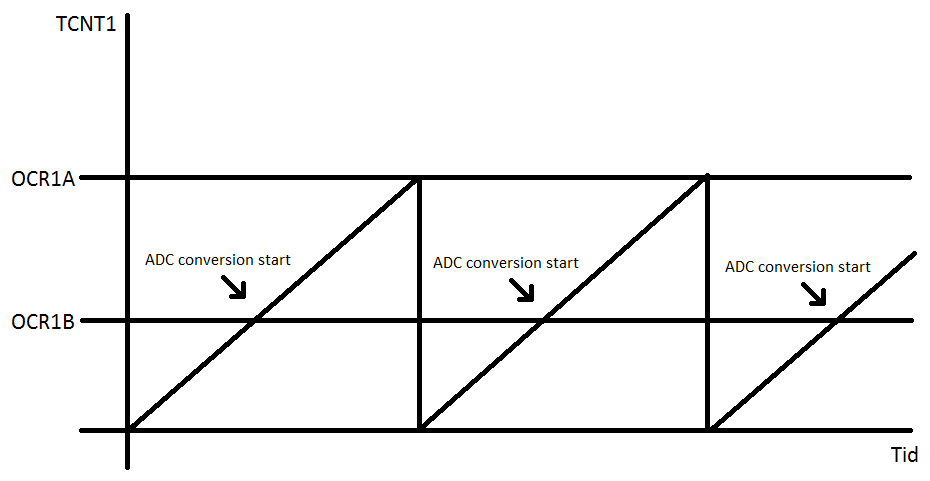 TCNT1
OCR1A
ADC conversion start
ADC conversion start
ADC conversion start
OCR1B
Tid